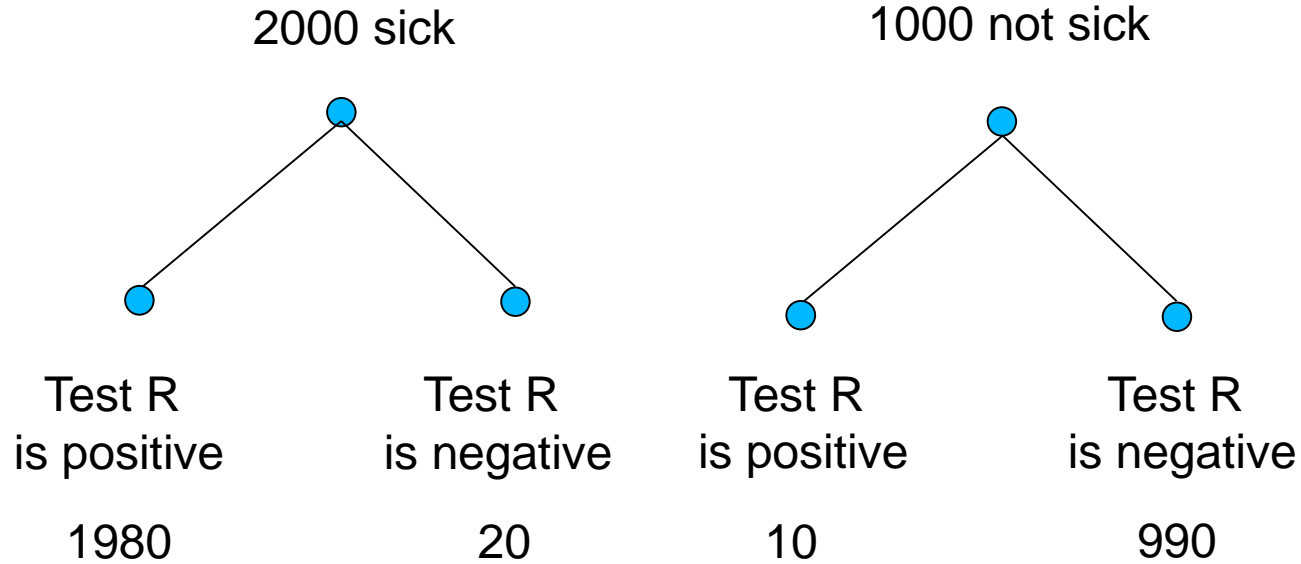 2000 sick
1000 not sick
Test R
is positive
1980
Test R
is negative
20
Test R
is positive
10
Test R
is negative
990